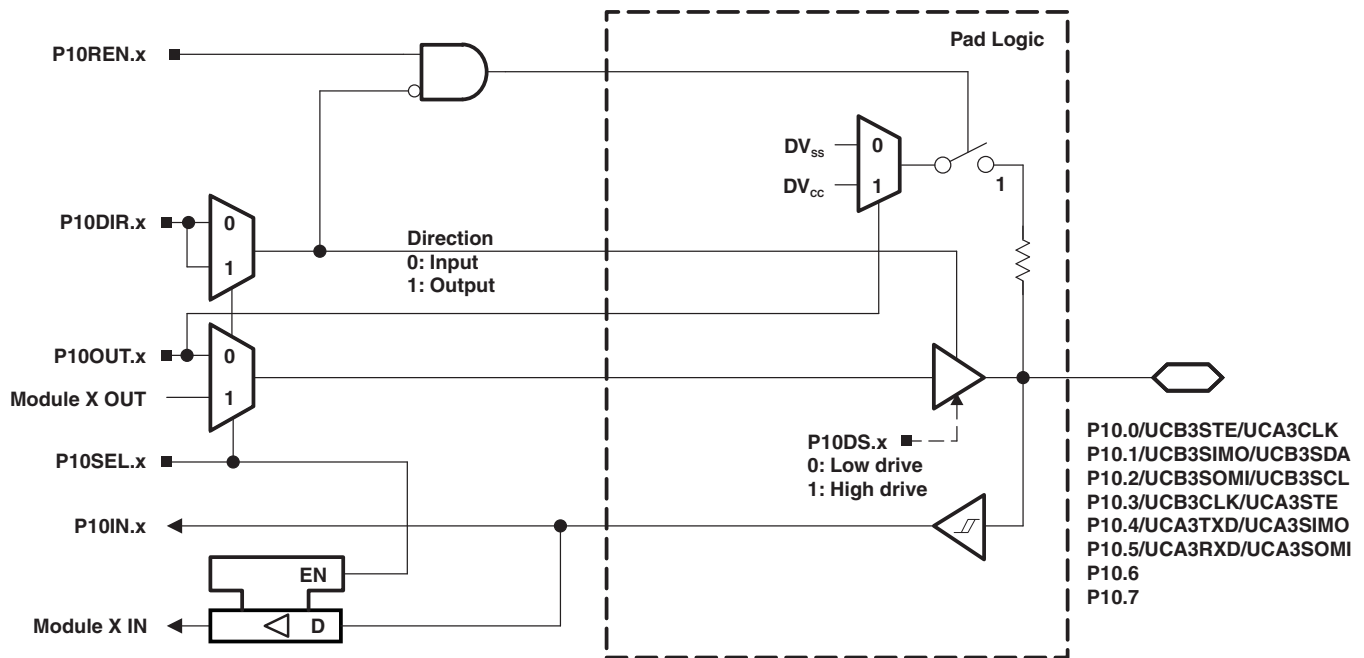 Pad Logic
P10REN.x
DVSS
0
DVCC
1
1
P10DIR.x
0
1
Direction
0: Input
1: Output
P10OUT.x
0
Module X OUT
1
P10DS.x
0: Low drive
1: High drive
P10SEL.x
P10IN.x
EN
D
Module X IN
P10.0/UCB3STE/UCA3CLK
P10.1/UCB3SIMO/UCB3SDA
P10.2/UCB3SOMI/UCB3SCL
P10.3/UCB3CLK/UCA3STE
P10.4/UCA3TXD/UCA3SIMO
P10.5/UCA3RXD/UCA3SOMI
P10.6
P10.7